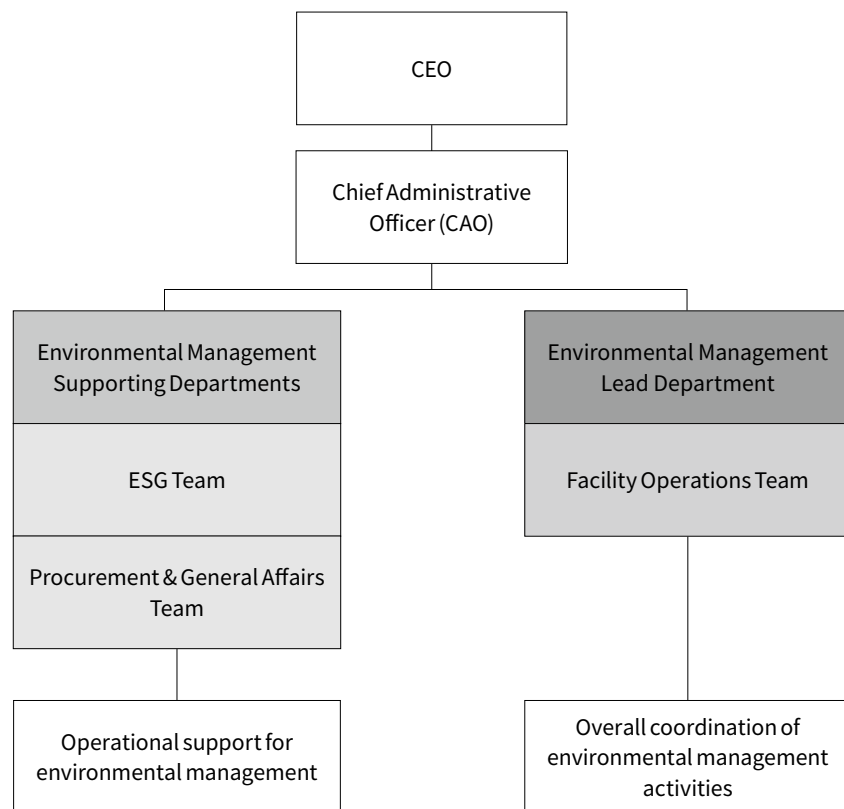 CEO
Chief Administrative
Officer (CAO)
Environmental Management
Supporting Departments
ESG Team
Procurement & General Affairs
Team
Operational support for
environmental management
Environmental Management
Lead Department
Facility Operations Team
Overall coordination of
environmental management
activities